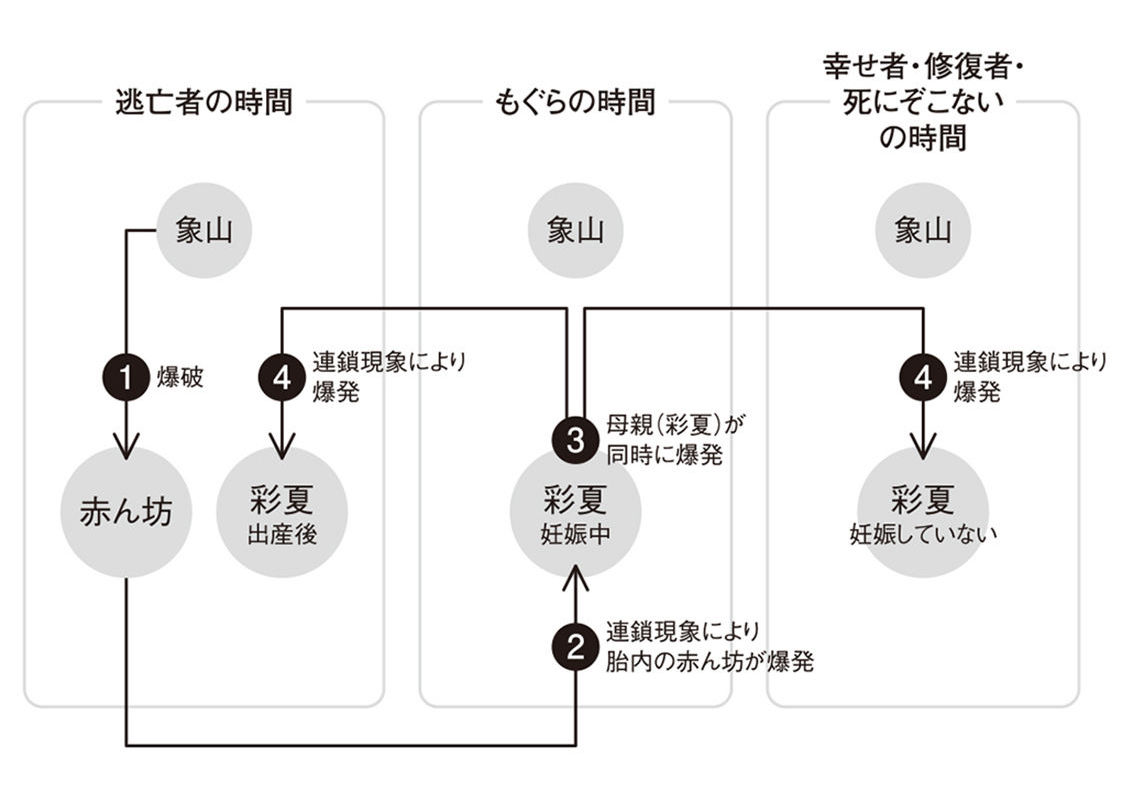 逃亡者の時間
象山
1 爆破
4 連鎖現象により
爆発
赤ん坊
彩夏
出産後
もぐらの時間
象山
3 母親(彩夏)が
同時に爆発
彩夏
妊娠中
2 連鎖現象により
胎内の赤ん坊が爆発
幸せ者・修復者・
死にぞこない
の時間
象山
4 連鎖現象により
爆発
彩夏
妊娠していない